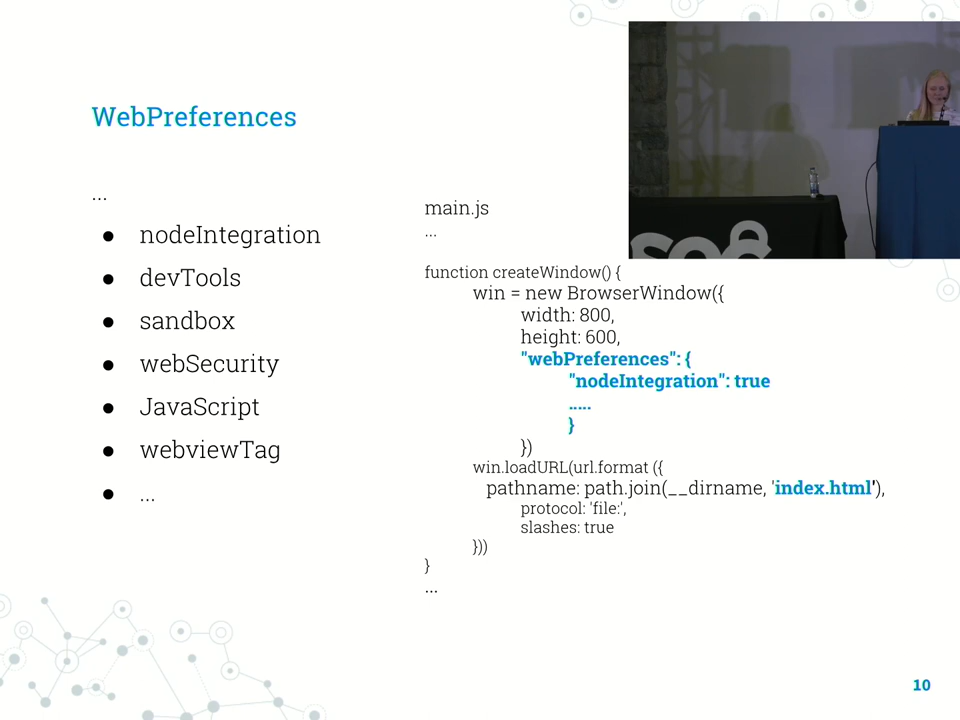 WebPreferences
...
● nodeIntegration
● devTools
● sandbox
● webSecurity
● JavaScript
● webviewTag
● ...
main.js
...
function createWindow() {
win = new BrowserWindow({
width: 800,
height: 600,
"webPreferences": {
"nodeIntegration": true
.....
}
})
win.loadURL(url.format ({
pathname: path.join(__dirname, 'index.html'),
protocol: 'file:',
slashes: true
}))
}
...
10